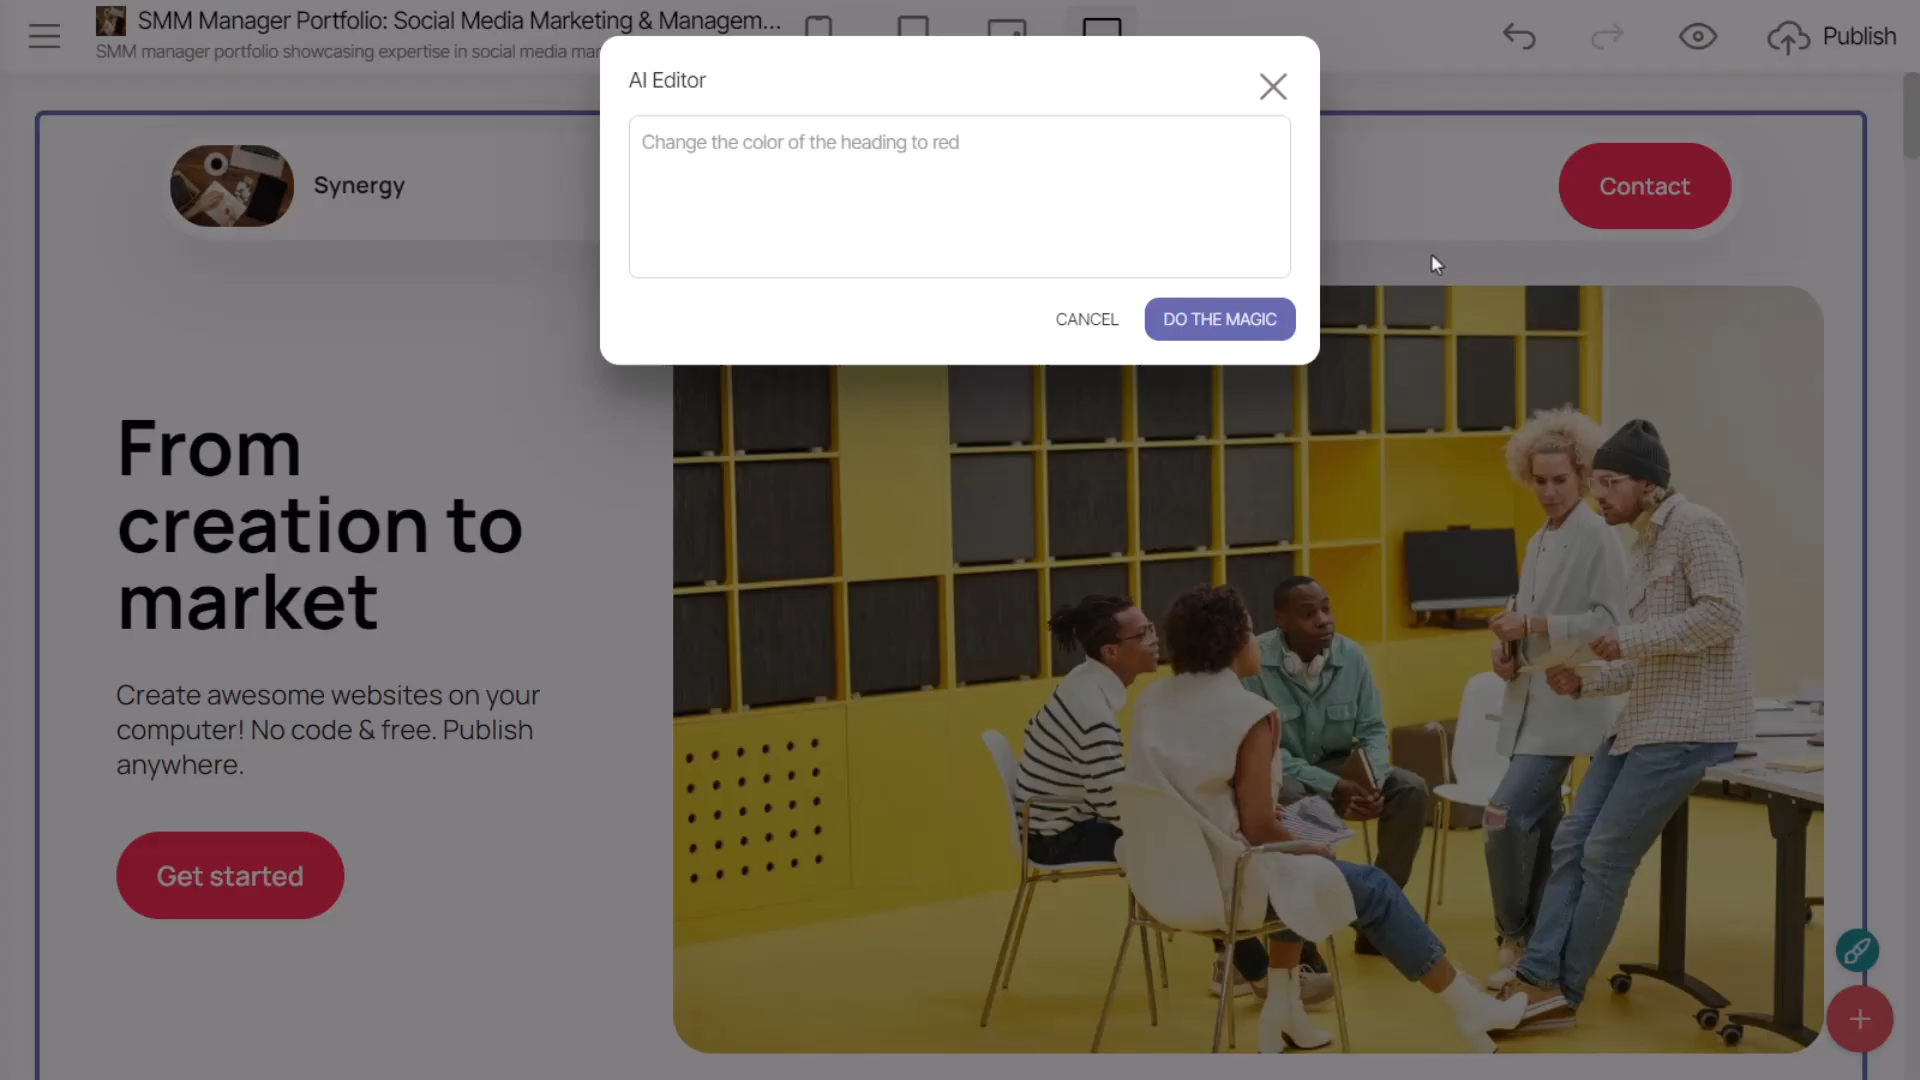 SMM Manager Portfolio: Social Media Marketing & Managem...
SMM manager portfolio showcasing expertise in social media mar
Publish
AI Editor
Change the color of the heading to red
CANCEL
DO THE MAGIC
Synergy
Contact
From
creation to
market
Create awesome websites on your
computer! No code & free. Publish
anywhere.
Get started